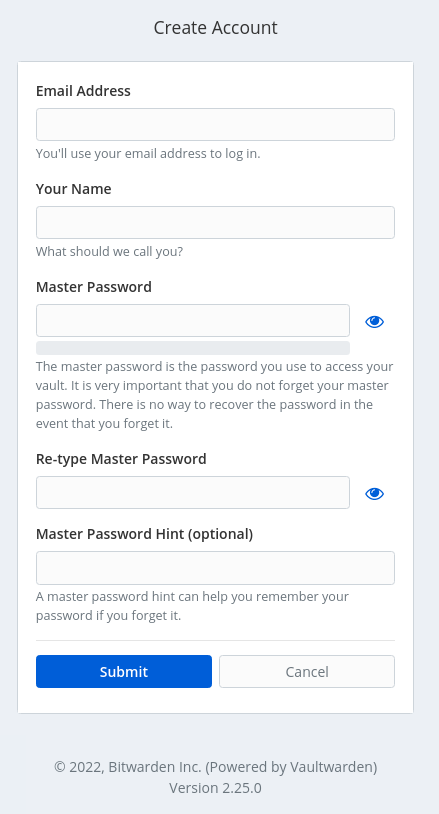 Create Account
Email Address
You'll use your email address to log in.
Your Name
What should we call you?
Master Password
The master password is the password you use to access your
vault. It is very important that you do not forget your master
password. There is no way to recover the password in the
event that you forget it.
Re-type Master Password
Master Password Hint (optional)
A master password hint can help you remember your
password if you forget it.
Submit
Cancel
© 2022, Bitwarden Inc. (Powered by Vaultwarden)
Version 2.25.0